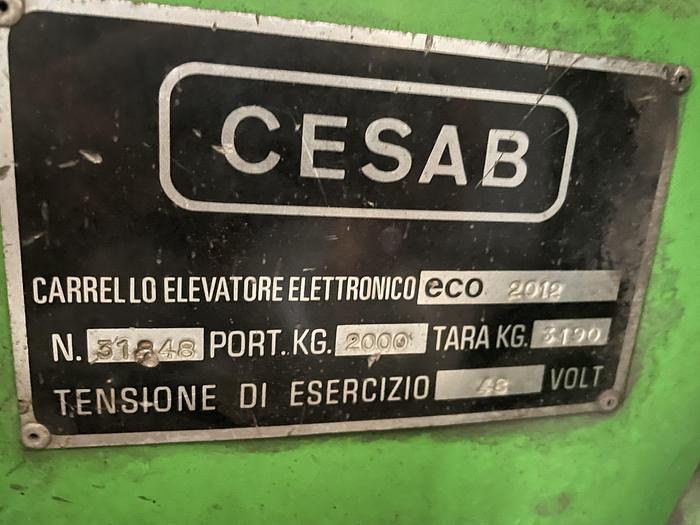 CESAB
CARRELLO ELEVATORE ELETTRONICO eco 2012
N. 31848 PORT. KG. 2000 TARA KG. 3190
TENSIONE DI ESERCIZIO 48 VOLT